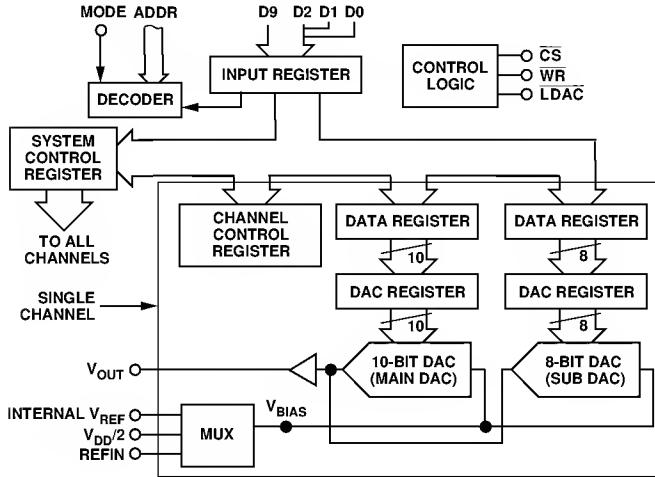 MODE ADDR D9 D2 D1 D0
INPUT REGISTER
DECODER
CONTROL
LOGIC
CS
WR
LDAC
SYSTEM
CONTROL
REGISTER
TO ALL
CHANNELS
CHANNEL
CONTROL
REGISTER
DATA REGISTER
DATA REGISTER
10
8
DAC REGISTER
DAC REGISTER
10
8
SINGLE
CHANNEL
10-BIT DAC
(MAIN DAC)
8-BIT DAC
(SUB DAC)
VOUT
INTERNAL VREF
VDD/2
REFIN
MUX
VBIAS